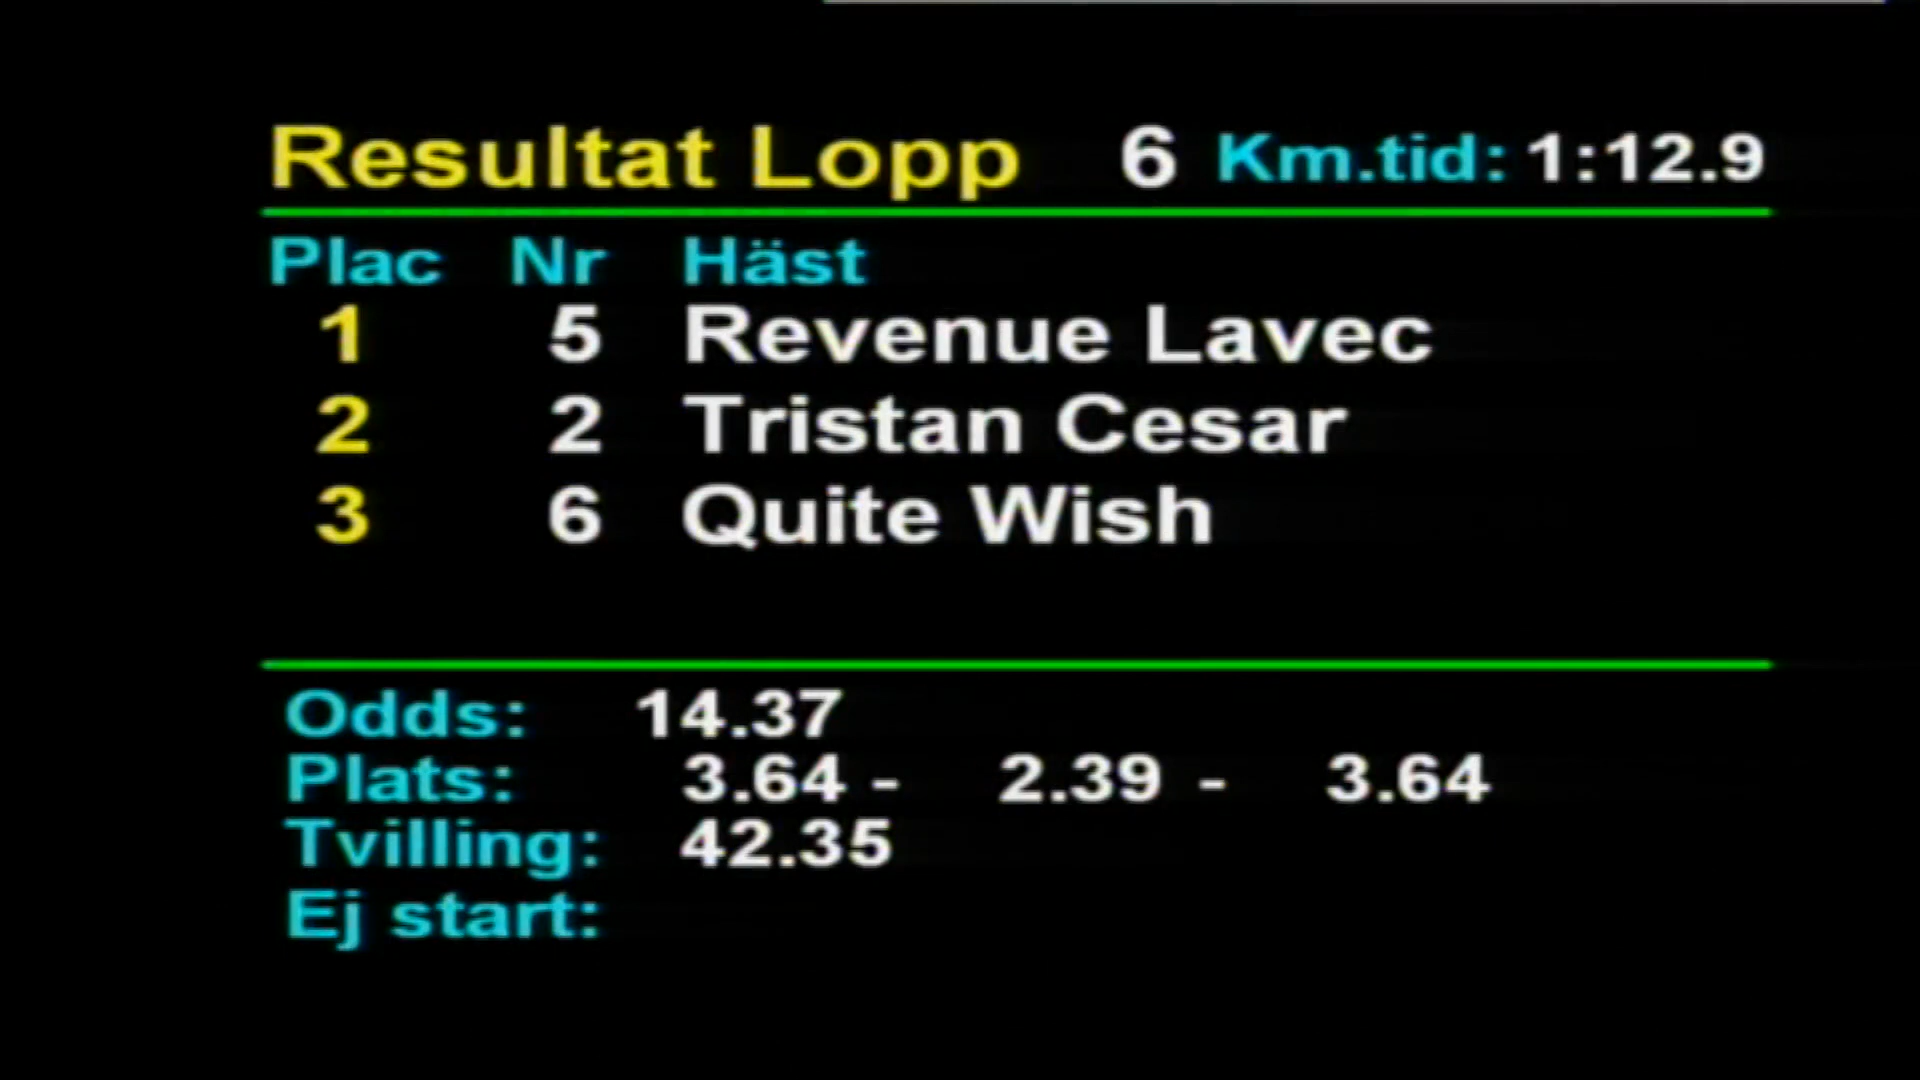 Resultat Lopp 6 Km.tid: 1:12.9
Plac Nr Häst
1 5 Revenue Lavec
2 2 Tristan Cesar
3 6 Quite Wish
Odds: 14.37
Plats: 3.64 - 2.39 - 3.64
Tvilling: 42.35
Ej start: